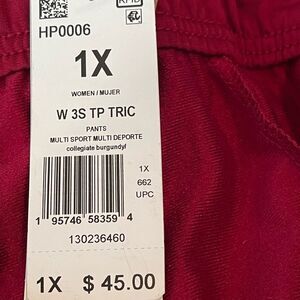 RFID
HP0006
1X
WOMEN / MUJER
W 3S TP TRIC
PANTS
MULTI SPORT MULTI DEPORTE
collegiate burgundy/
1X
662
UPC
1 95746 58359 4
130236460
1X $ 45.00